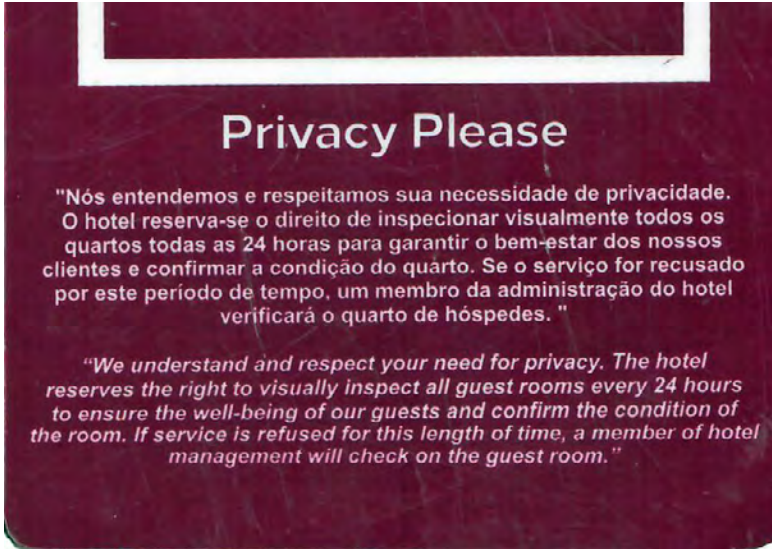 Privacy Please
"Nós entendemos e respeitamos sua necessidade de privacidade.
O hotel reserva-se o direito de inspecionar visualmente todos os
quartos todas as 24 horas para garantir o bem-estar dos nossos
clientes e confirmar a condição do quarto. Se o serviço for recusado
por este período de tempo, um membro da administração do hotel
verificará o quarto de hóspedes. "
“We understand and respect your need for privacy. The hotel
reserves the right to visually inspect all guest rooms every 24 hours
to ensure the well-being of our guests and confirm the condition of
the room. If service is refused for this length of time, a member of hotel
management will check on the guest room.”